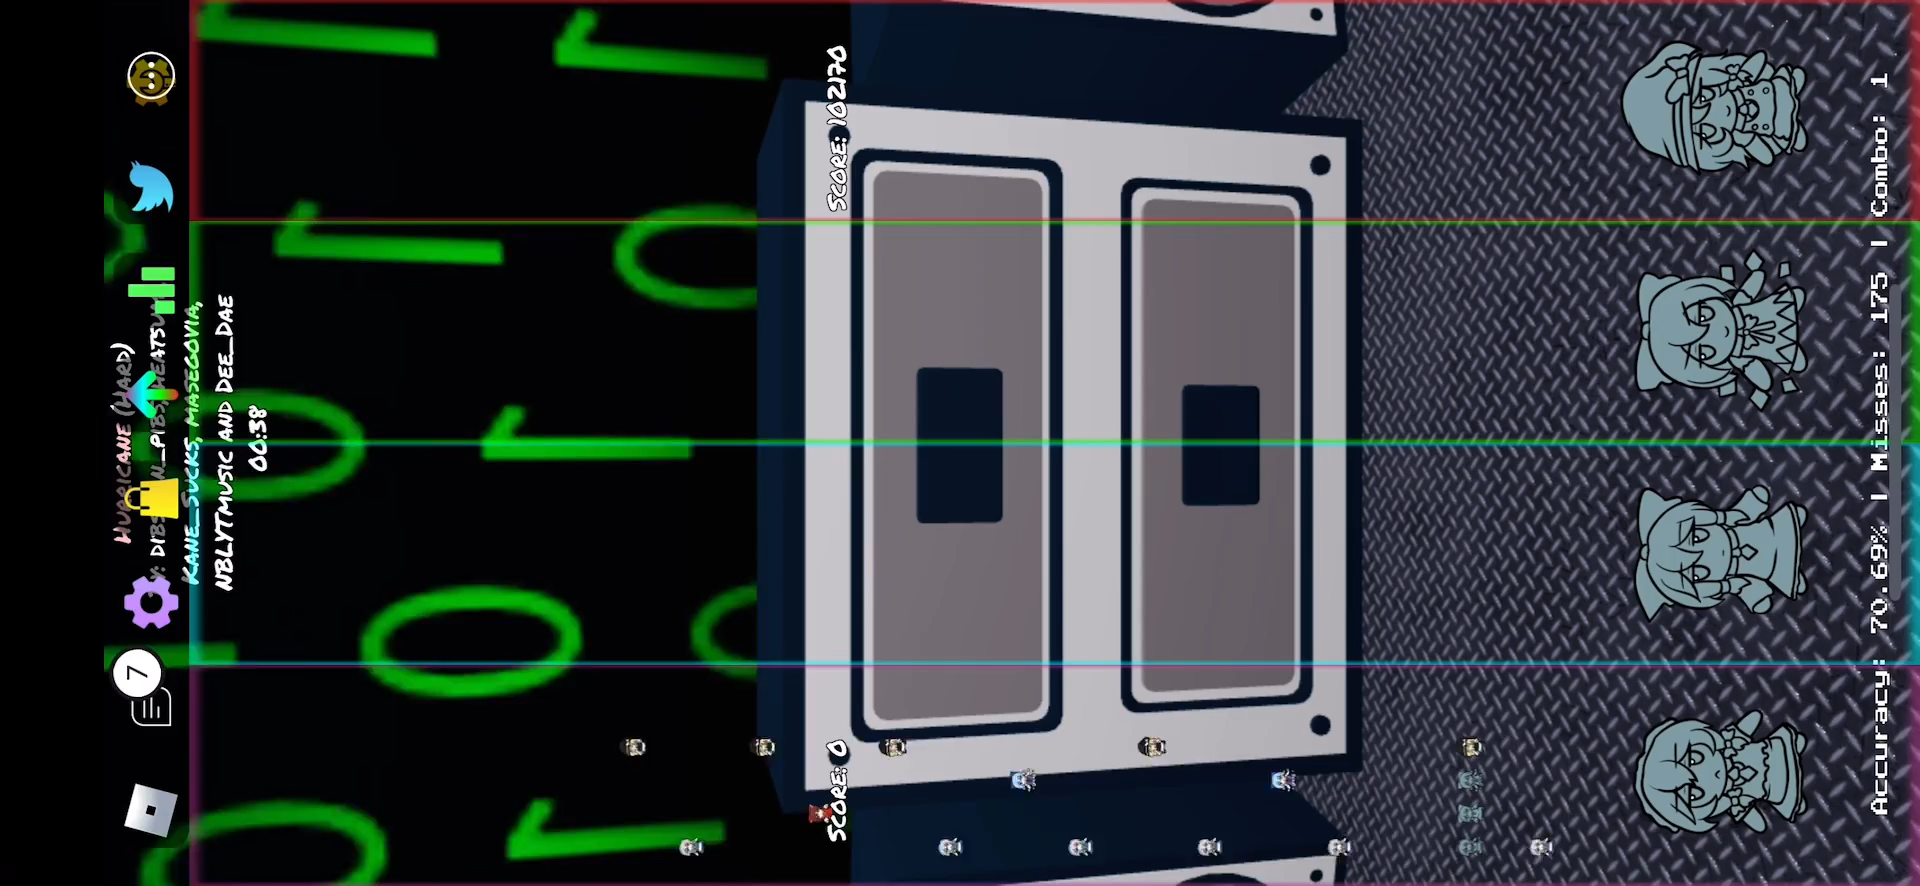 7
HURRICANE (HARD)
KANE_SUCKS, MASEGOVIA,
NBLYTMUSIC AND DEE_DAE
00:38
SCORE: 0
SCORE: 102170
Accuracy: 70.69% | Misses: 175 | Combo: 1